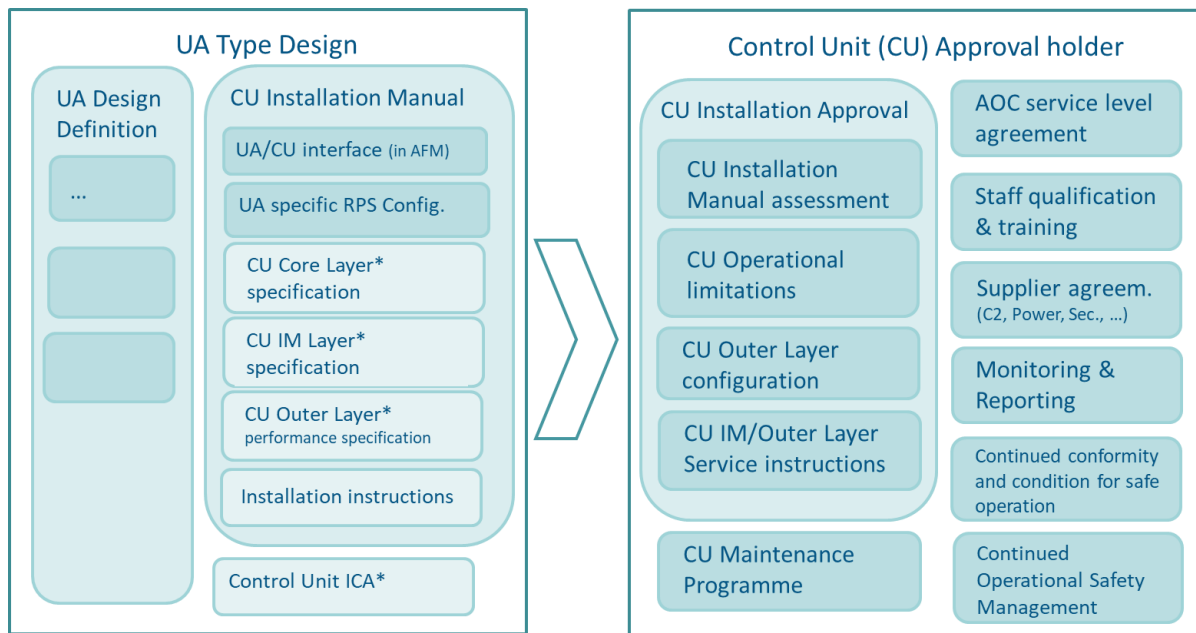 UA Type Design
UA Design
Definition
...
CU Installation Manual
UA/CU interface (in AFM)
UA specific RPS Config.
CU Core Layer*
specification
CU IM Layer*
specification
CU Outer Layer*
performance specification
Installation instructions
Control Unit ICA*
Control Unit (CU) Approval holder
CU Installation Approval
CU Installation
Manual assessment
CU Operational
limitations
CU Outer Layer
configuration
CU IM/Outer Layer
Service instructions
CU Maintenance
Programme
AOC service level
agreement
Staff qualification
& training
Supplier agreem.
(C2, Power, Sec., ...)
Monitoring &
Reporting
Continued conformity
and condition for safe
operation
Continued
Operational Safety
Management